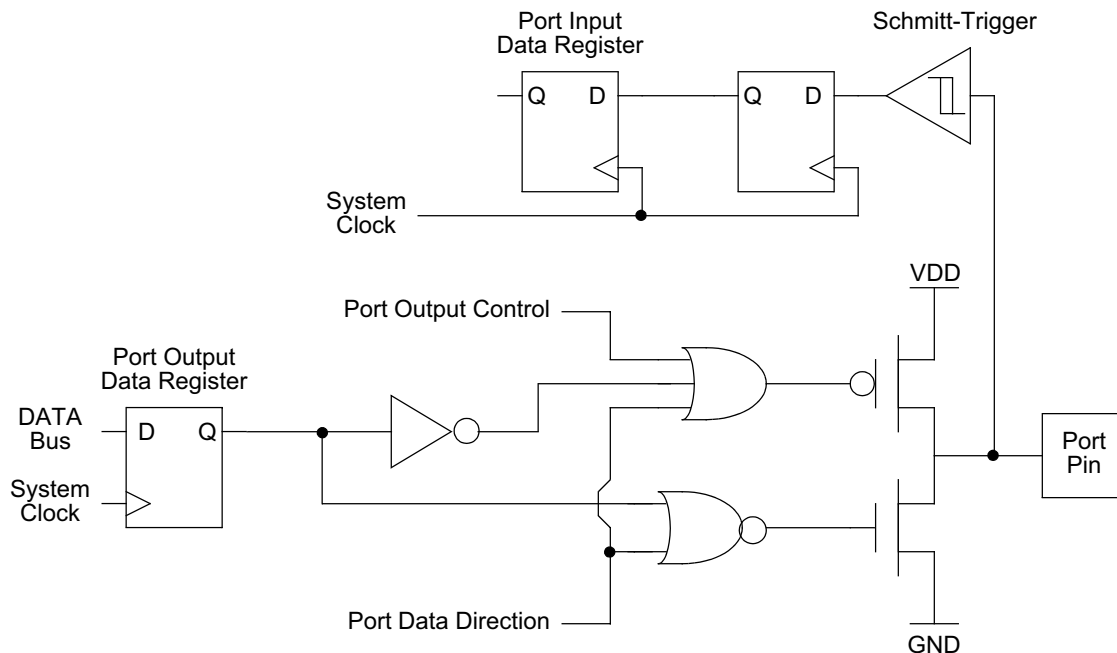 Port Input
Data Register
Schmitt-Trigger
Q D
Q D
System
Clock
VDD
Port Output Control
Port Output
Data Register
DATA
Bus
D Q
System
Clock
Port
Pin
Port Data Direction
GND